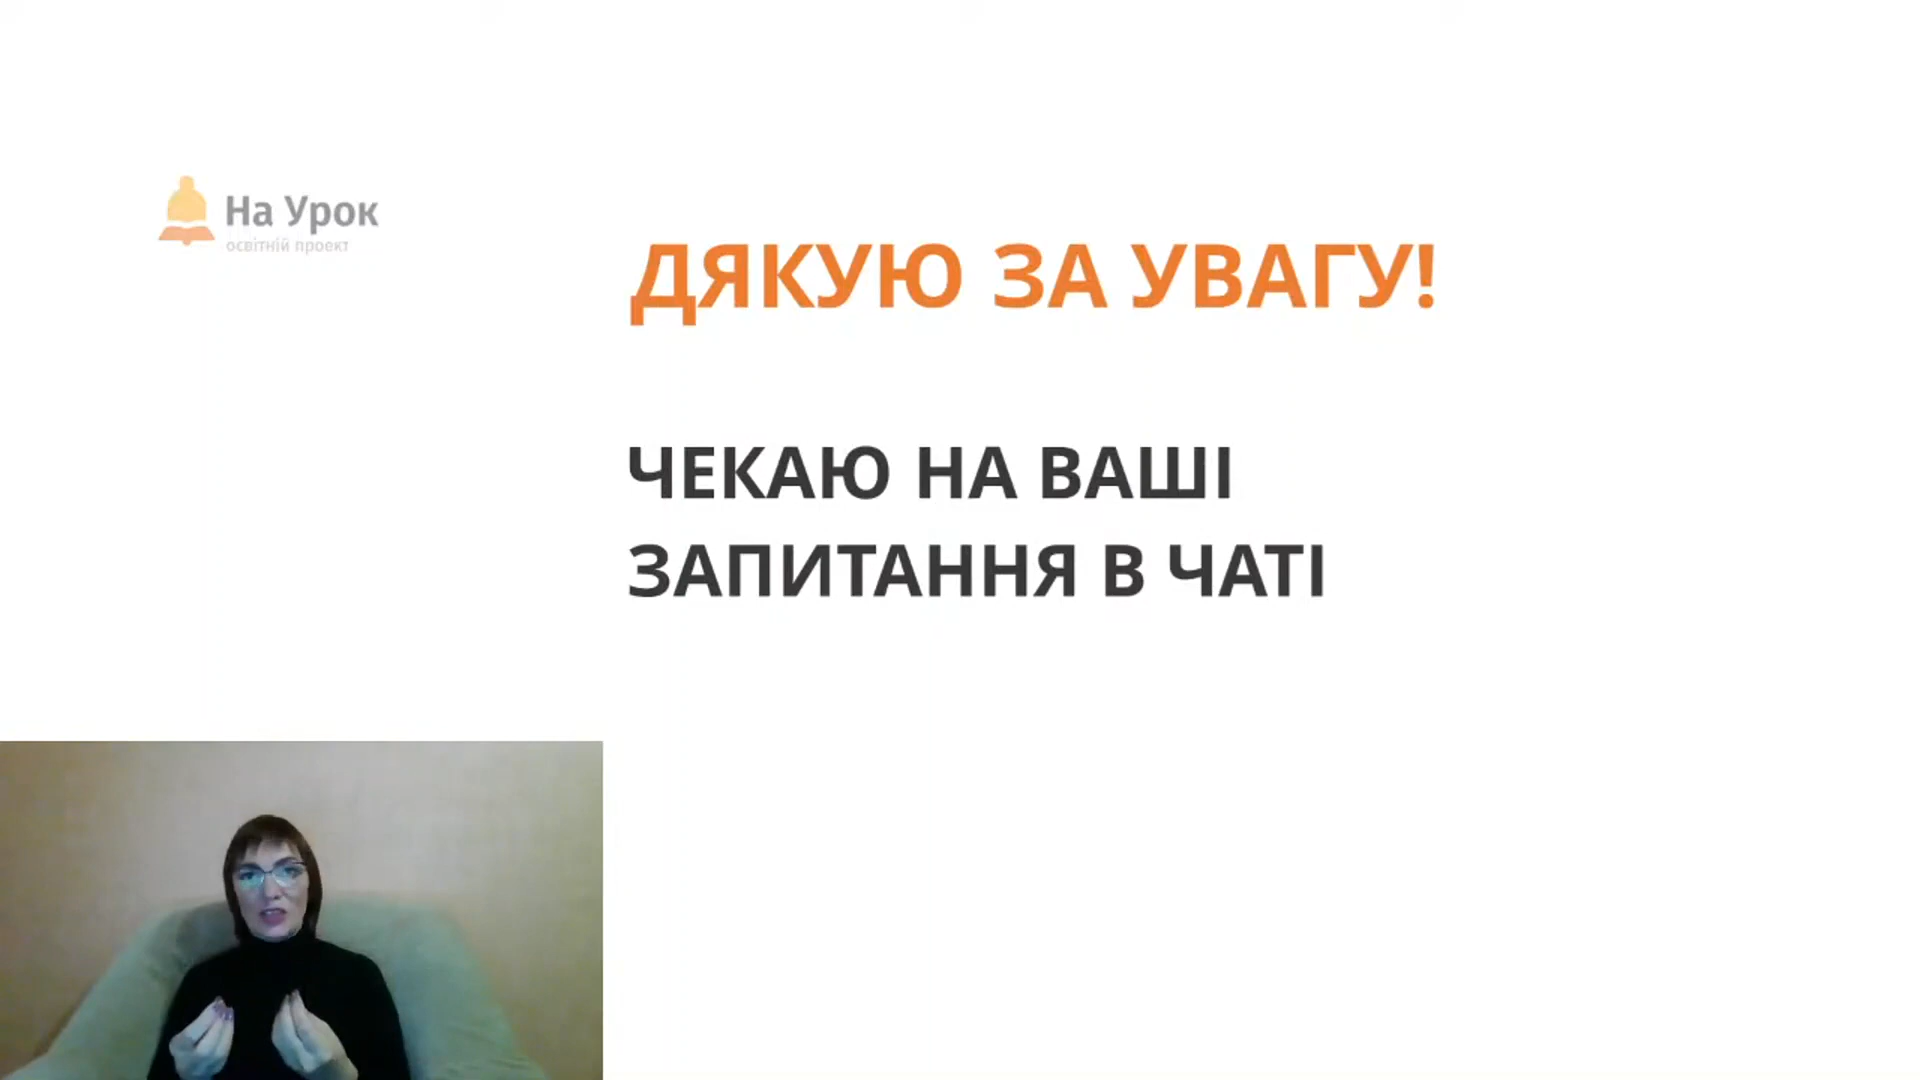 На Урок
освітній проект
ДЯКУЮ ЗА УВАГУ!
ЧЕКАЮ НА ВАШІ
ЗАПИТАННЯ В ЧАТІ